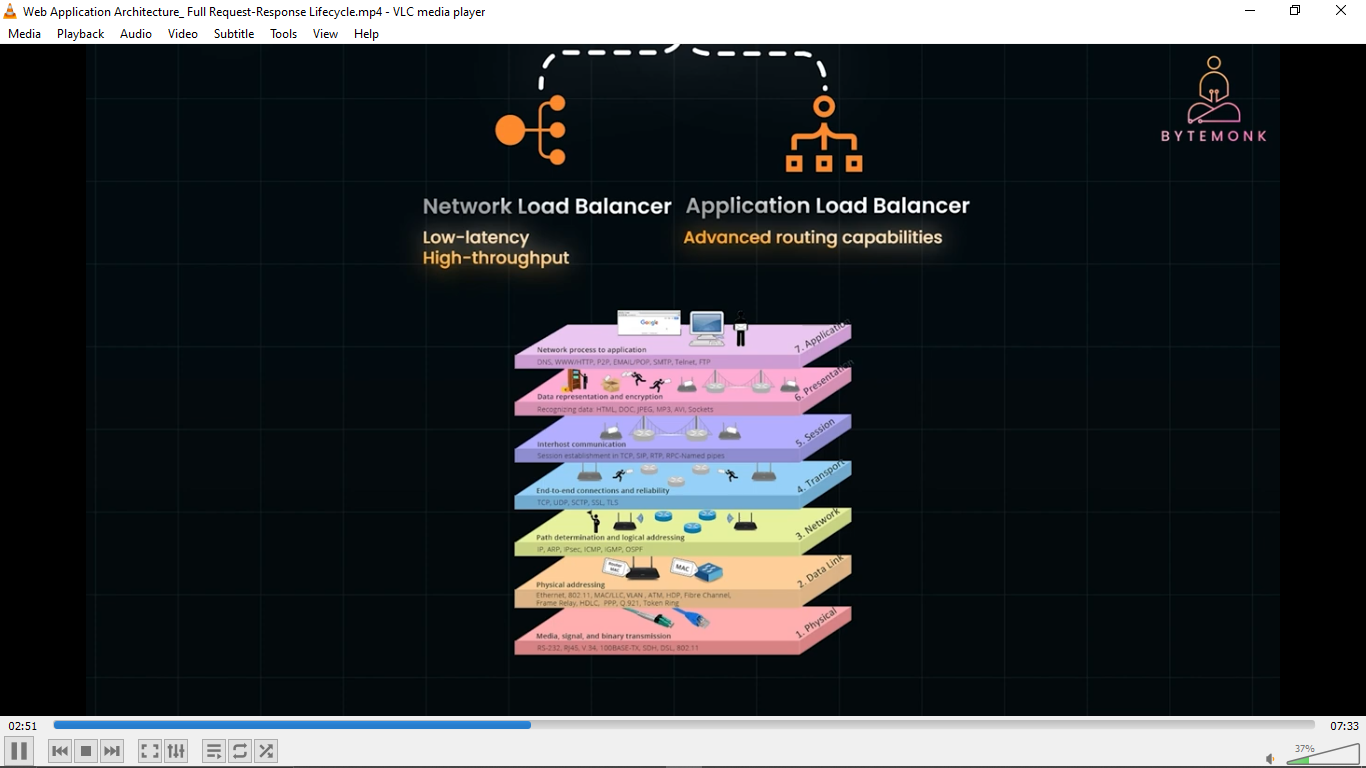 Web Application Architecture_ Full Request-Response Lifecycle.mp4 - VLC media player
Media Playback Audio Video Subtitle Tools View Help
BYTEMONK
Network Load Balancer
Low-latency
High-throughput
Application Load Balancer
Advanced routing capabilities
Google
7. Application
Network process to application
DNS, WWW/HTTP, P2P, EMAIL/POP, SMTP, Telnet, FTP
6. Presentation
Data representation and encryption
Recognizing data HTML, DOC, JPEG, MP3, AVI, Sockets
5. Session
Interhost communication
Session establishment in TCP, SIP, RTP, RPC-Named pipes
4. Transport
End-to-end connections and reliability
TCP, UDP, SCTP, SSL, TLS
3. Network
Path determination and logical addressing
IP, ARP, IPsec, ICMP, IGMP, OSPF
Router
MAC
MAC
2. Data Link
Physical addressing
Ethernet, 802.11, MAC/LLC, VLAN, ATM, HDP, Fibre Channel,
Frame Relay, HDLC, PPP, Q.921, Token Ring
1. Physical
Media, signal, and binary transmission
RS-232, RJ45, V.34, 100BASE-TX, SDH, DSL, 802.11
02:51
07:33
37%